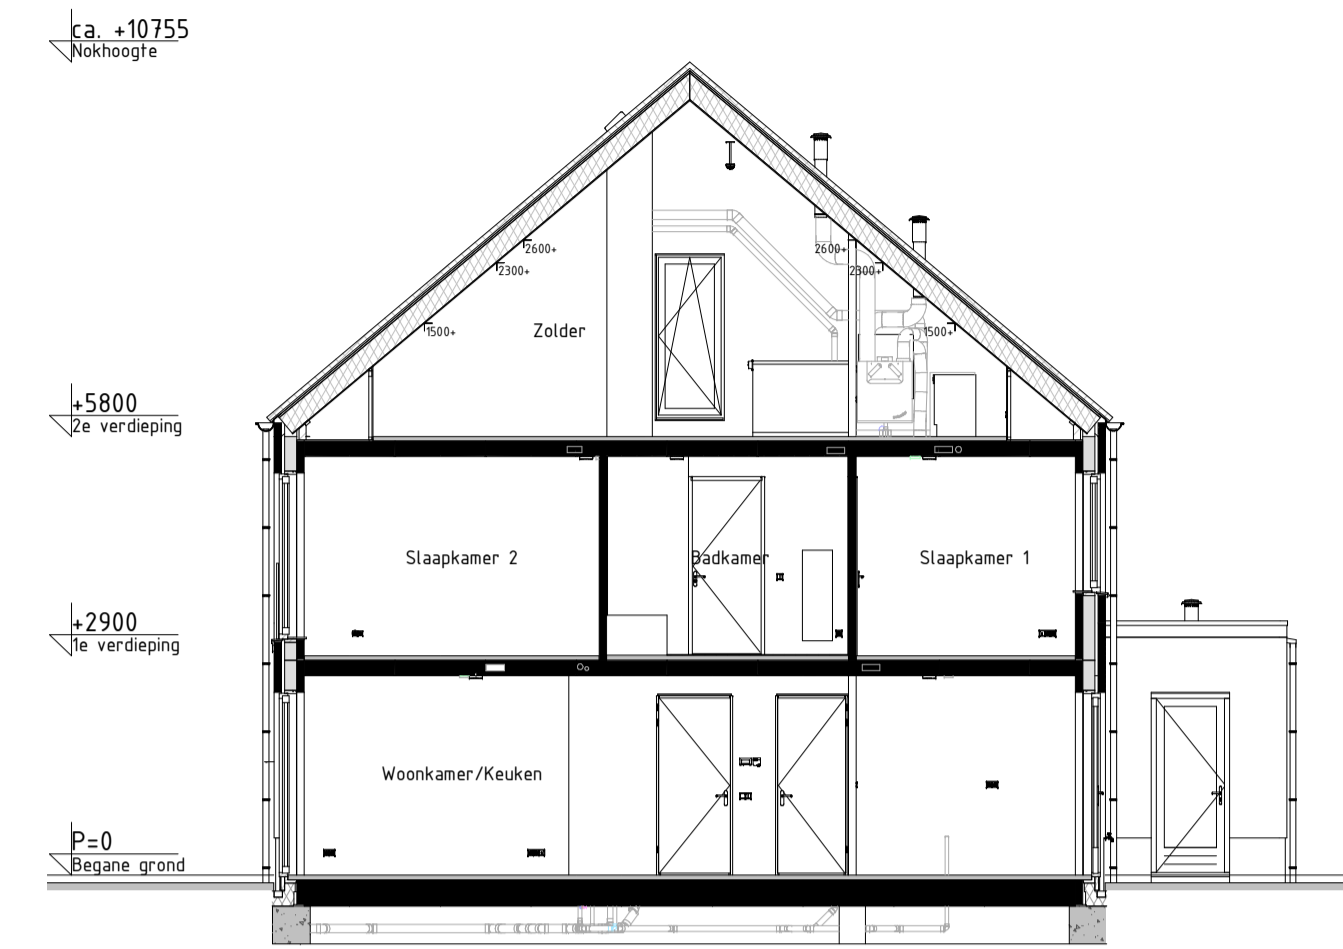 ca. +10755
Nokhoogte
2600+
2600+
2300+
2300+
1500+
1500+
Zolder
+5800
2e verdieping
Slaapkamer 2
Badkamer
Slaapkamer 1
+2900
1e verdieping
Woonkamer/Keuken
P=0
Begane grond